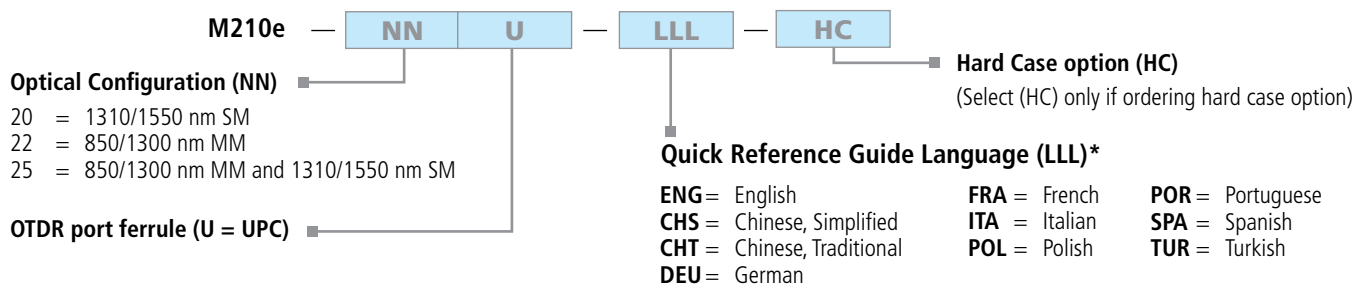 M210e — NN U — LLL — HC
Optical Configuration (NN)
20 = 1310/1550 nm SM
22 = 850/1300 nm MM
25 = 850/1300 nm MM and 1310/1550 nm SM
OTDR port ferrule (U = UPC)
Hard Case option (HC)
(Select (HC) only if ordering hard case option)
Quick Reference Guide Language (LLL)*
ENG = English FRA = French POR = Portuguese
CHS = Chinese, Simplified ITA = Italian SPA = Spanish
CHT = Chinese, Traditional POL = Polish TUR = Turkish
DEU = German